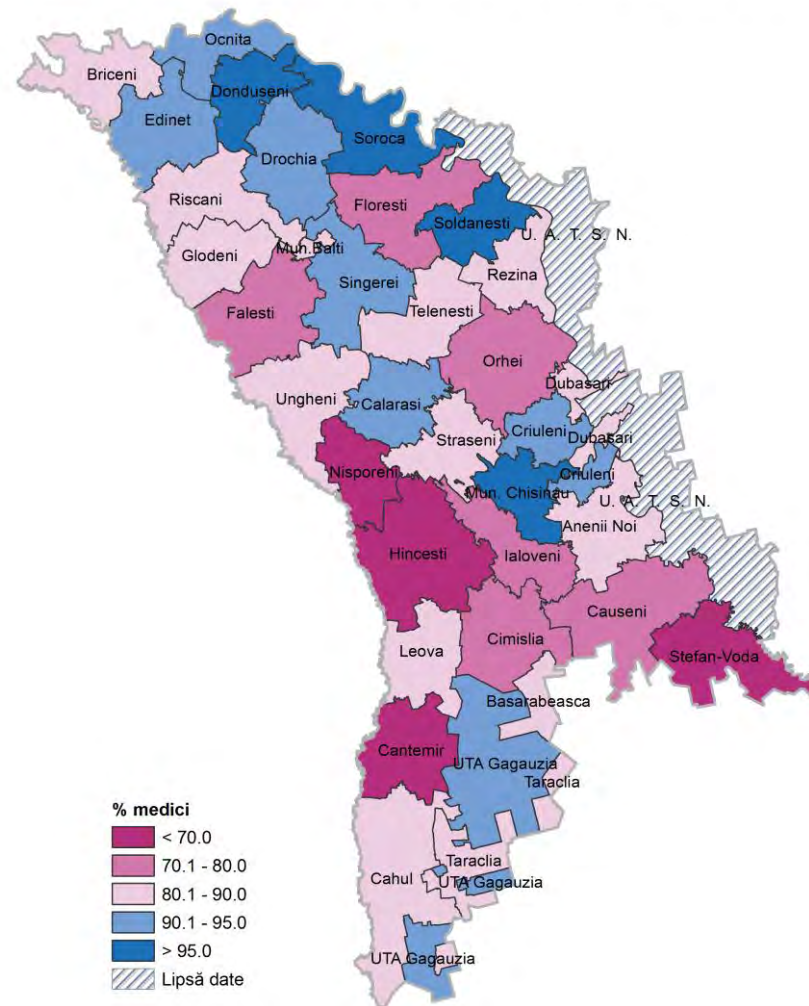 Ocnita
Briceni
Donduseni
Edinet
Soroca
Drochia
Riscani
Floresti
Soldanesti
U. A. T. S. N.
Mun.Balti
Glodeni
Rezina
Singerei
Telenesti
Falesti
Orhei
Dubasari
Ungheni
Calarasi
Criuleni
Dubasari
Straseni
Nisporeni
Criuleni
Mun. Chisinau
U. A. T. S. N.
Anenii Noi
Hincesti
Ialoveni
Causeni
Cimislia
Leova
Stefan-Voda
Basarabeasca
Cantemir
UTA Gagauzia
Taraclia
Taraclia
Cahul
UTA Gagauzia
UTA Gagauzia
% medici
< 70.0
70.1 - 80.0
80.1 - 90.0
90.1 - 95.0
> 95.0
Lipsă date